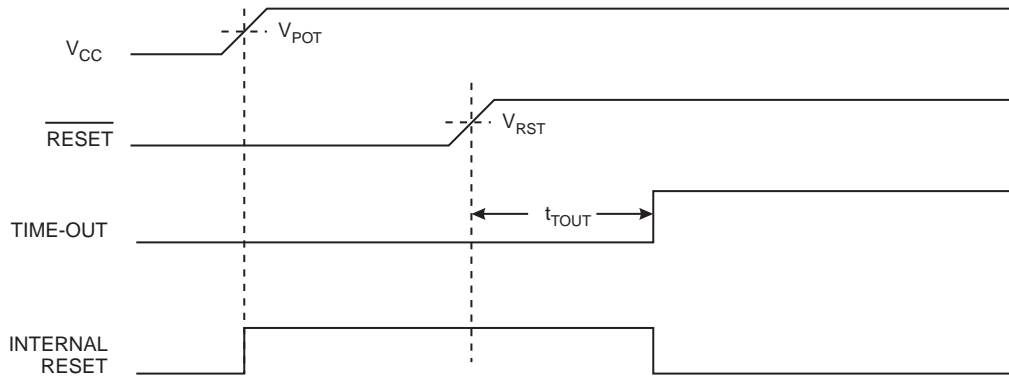 V_CC
V_POT
RESET
V_RST
TIME-OUT
t_TOUT
INTERNAL
RESET